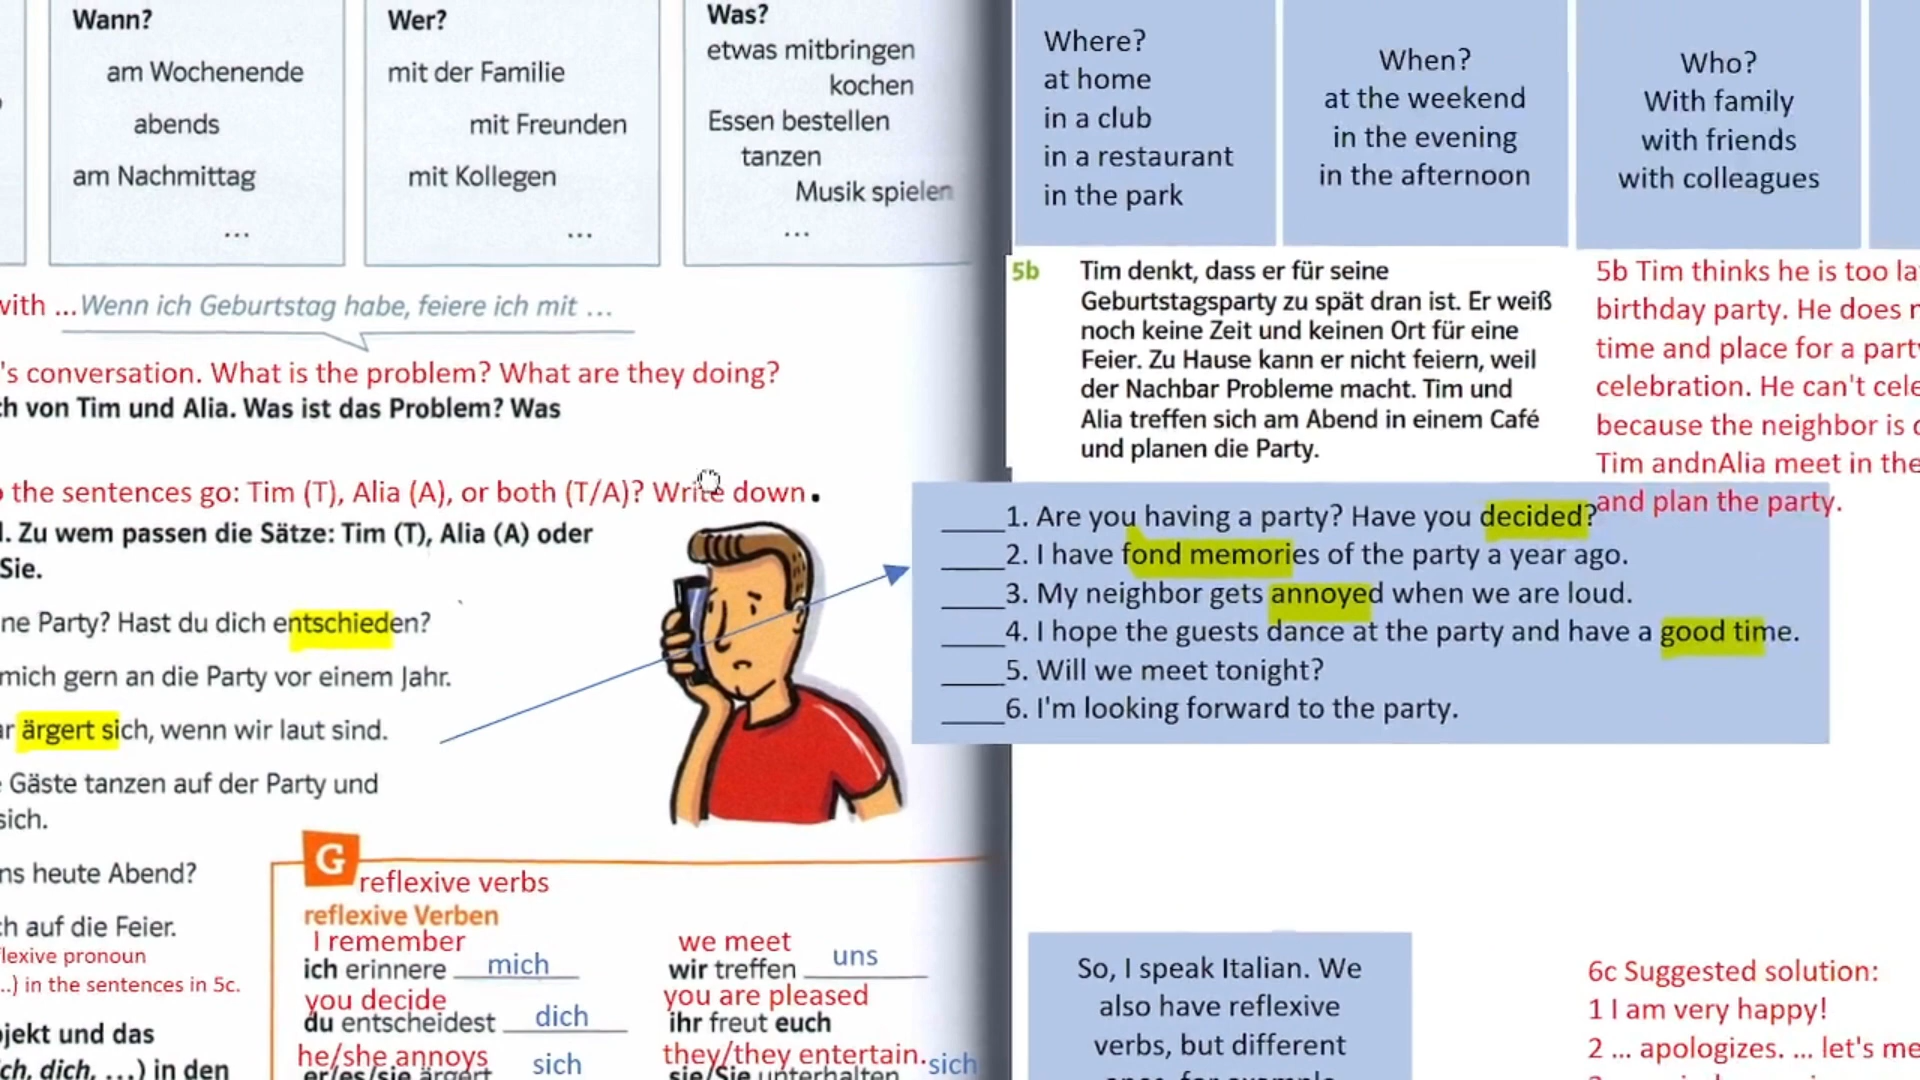 Wann?
am Wochenende
abends
am Nachmittag
...
Wer?
mit der Familie
mit Freunden
mit Kollegen
...
Was?
etwas mitbringen
kochen
Essen bestellen
tanzen
Musik spielen
...
with ... Wenn ich Geburtstag habe, feiere ich mit ...
's conversation. What is the problem? What are they doing?
ch von Tim und Alia. Was ist das Problem? Was
the sentences go: Tim (T), Alia (A), or both (T/A)? Write down.
. Zu wem passen die Sätze: Tim (T), Alia (A) oder
Sie.
ne Party? Hast du dich entschieden?
mich gern an die Party vor einem Jahr.
ar ärgert sich, wenn wir laut sind.
e Gäste tanzen auf der Party und
sich.
ns heute Abend?
ch auf die Feier.
flexive pronoun
..) in the sentences in 5c.
bjekt und das
ich, dich, ...) in den
G
reflexive verbs
reflexive Verben
I remember
ich erinnere mich
you decide
du entscheidest dich
he/she annoys
er/es/sie ärgert sich
we meet
wir treffen uns
you are pleased
ihr freut euch
they/they entertain.
sie/Sie unterhalten sich
Where?
at home
in a club
in a restaurant
in the park
When?
at the weekend
in the evening
in the afternoon
Who?
With family
with friends
with colleagues
5b Tim denkt, dass er für seine
Geburtstagsparty zu spät dran ist. Er weiß
noch keine Zeit und keinen Ort für eine
Feier. Zu Hause kann er nicht feiern, weil
der Nachbar Probleme macht. Tim und
Alia treffen sich am Abend in einem Café
und planen die Party.
5b Tim thinks he is too la
birthday party. He does n
time and place for a party
celebration. He can't cele
because the neighbor is
Tim andnAlia meet in the
and plan the party.
____1. Are you having a party? Have you decided?
____2. I have fond memories of the party a year ago.
____3. My neighbor gets annoyed when we are loud.
____4. I hope the guests dance at the party and have a good time.
____5. Will we meet tonight?
____6. I'm looking forward to the party.
So, I speak Italian. We
also have reflexive
verbs, but different
6c Suggested solution:
1 I am very happy!
2 ... apologizes. ... let's me